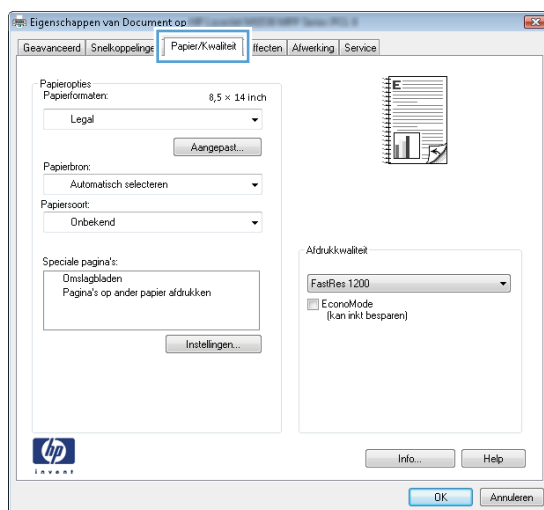 Eigenschappen van Document op
Geavanceerd Snelkoppelinge Papier/Kwaliteit ffecten Afwerking Service
Papieropties
Papierformaten: 8,5 × 14 inch
Legal
Aangepast...
Papierbron:
Automatisch selecteren
Papiersoort:
Onbekend
Speciale pagina's:
Omslagbladen
Pagina's op ander papier afdrukken
Instellingen...
E
Afdrukkwaliteit
FastRes 1200
EconoMode
(kan inkt besparen)
hp
invent
Info... Help
OK Annuleren